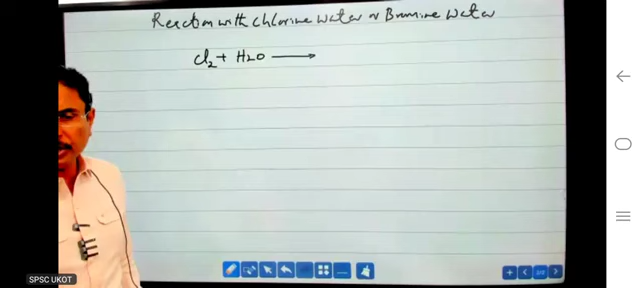 Reaction with Chlorine Water or Bromine Water
Cl₂ + H₂O ⟶
SPSC UKOT